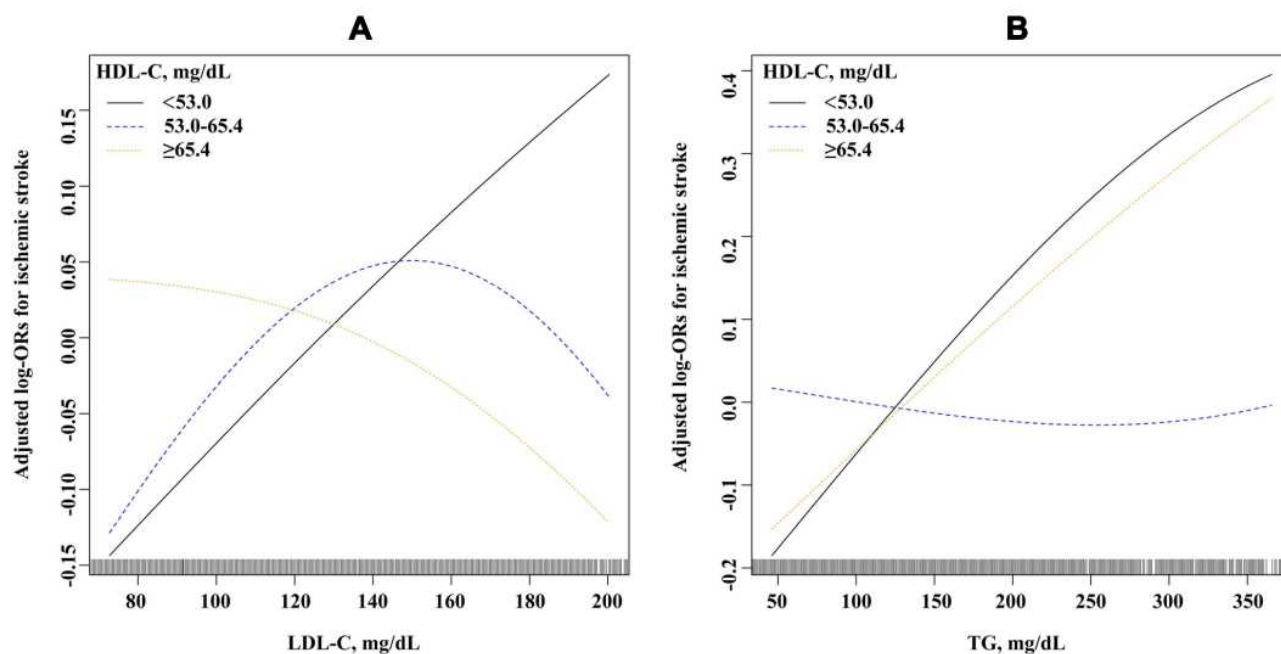 A
HDL-C, mg/dL
<53.0
53.0-65.4
≥65.4
Adjusted log-ORs for ischemic stroke
0.15
0.10
0.05
0.00
-0.05
-0.10
-0.15
80 100 120 140 160 180 200
LDL-C, mg/dL
B
HDL-C, mg/dL
<53.0
53.0-65.4
≥65.4
Adjusted log-ORs for ischemic stroke
0.4
0.3
0.2
0.1
0.0
-0.1
-0.2
50 100 150 200 250 300 350
TG, mg/dL